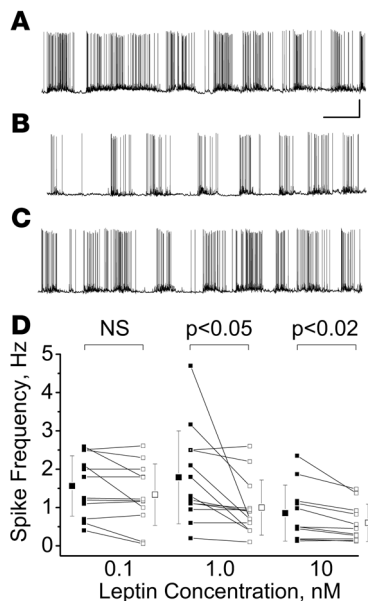 A
B
C
D
NS p<0.05 p<0.02
5
4
3
2
1
0
Spike Frequency, Hz
0.1 1.0 10
Leptin Concentration, nM